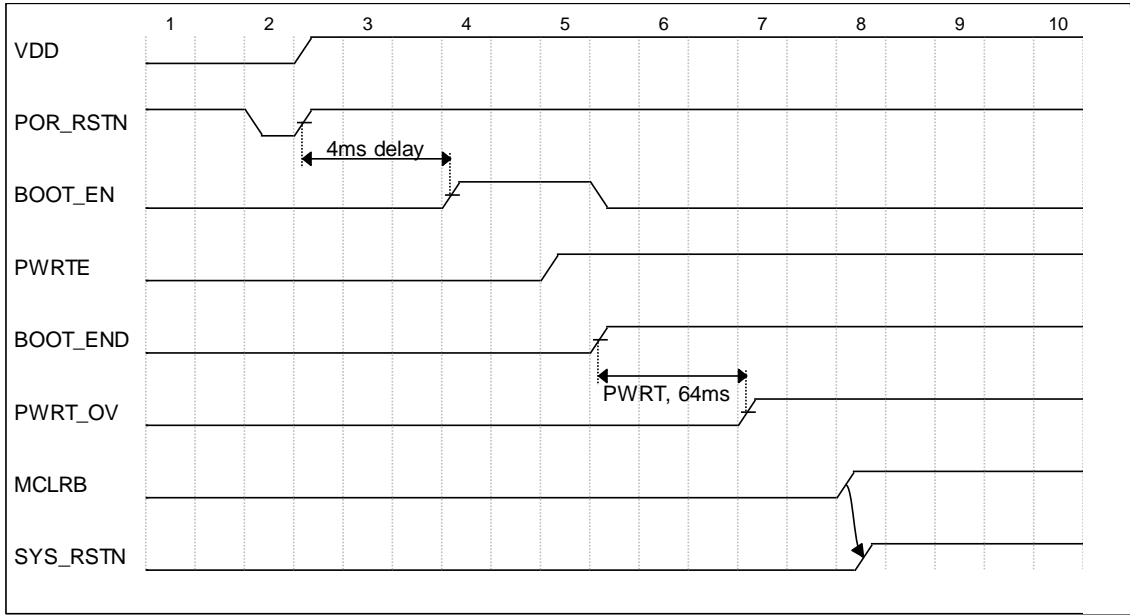 1 2 3 4 5 6 7 8 9 10
VDD
POR_RSTN
4ms delay
BOOT_EN
PWRTE
BOOT_END
PWRT, 64ms
PWRT_OV
MCLRB
SYS_RSTN